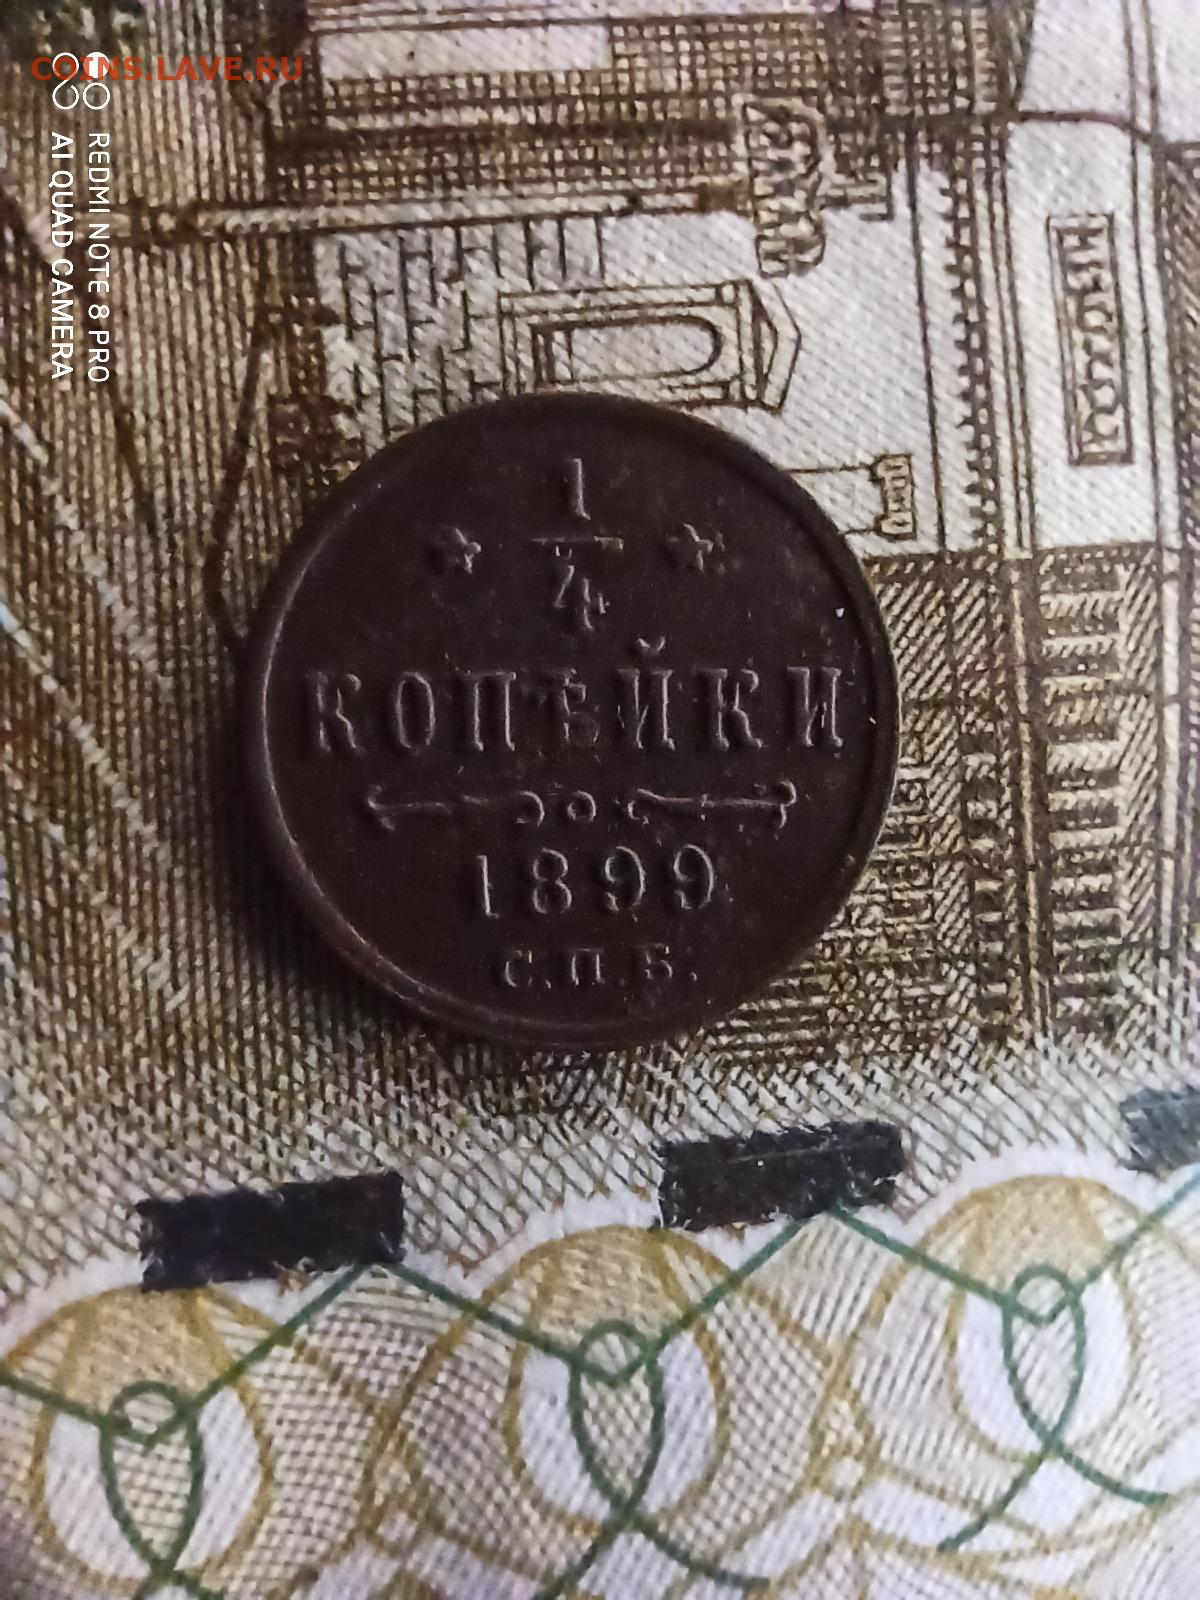 COINS.LAVE.RU
REDMI NOTE 8 PRO
AI QUAD CAMERA
1
4
КОПѢЙКИ
1899
С.П.Б.